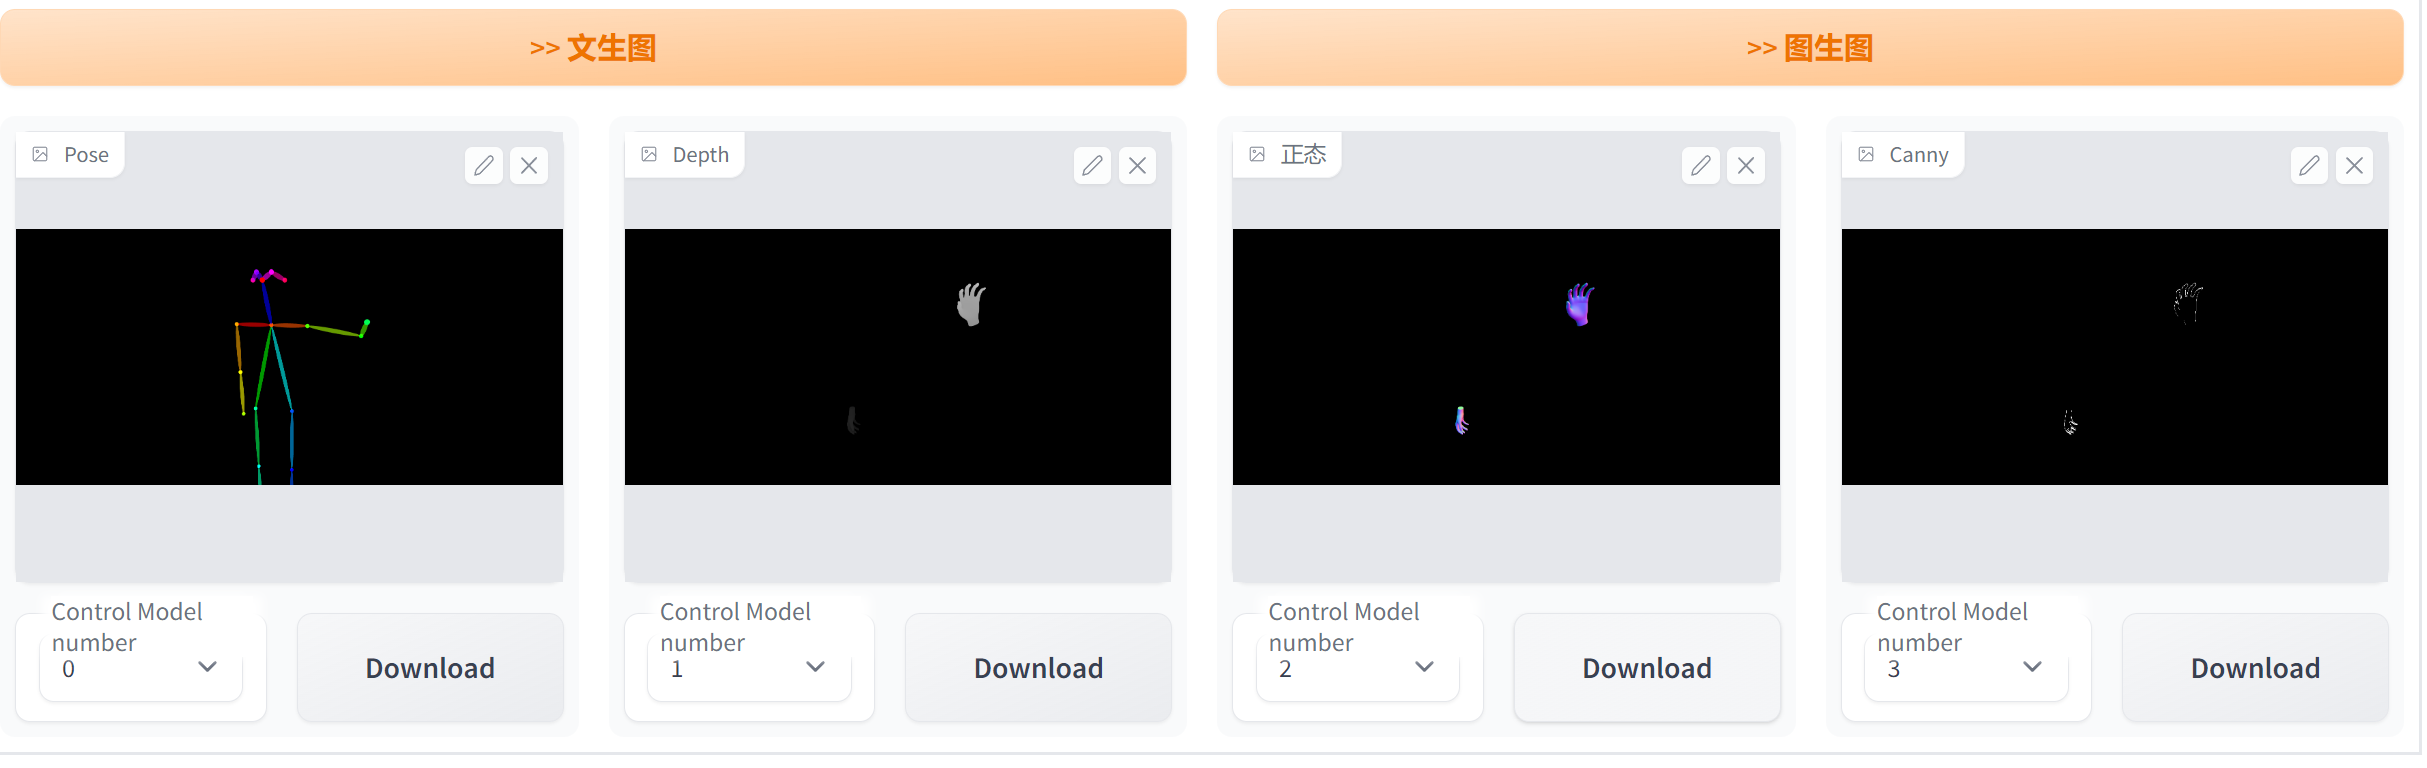 >> 文生图
>> 图生图
Pose
Depth
正态
Canny
Control Model
number
0
Download
Control Model
number
1
Download
Control Model
number
2
Download
Control Model
number
3
Download